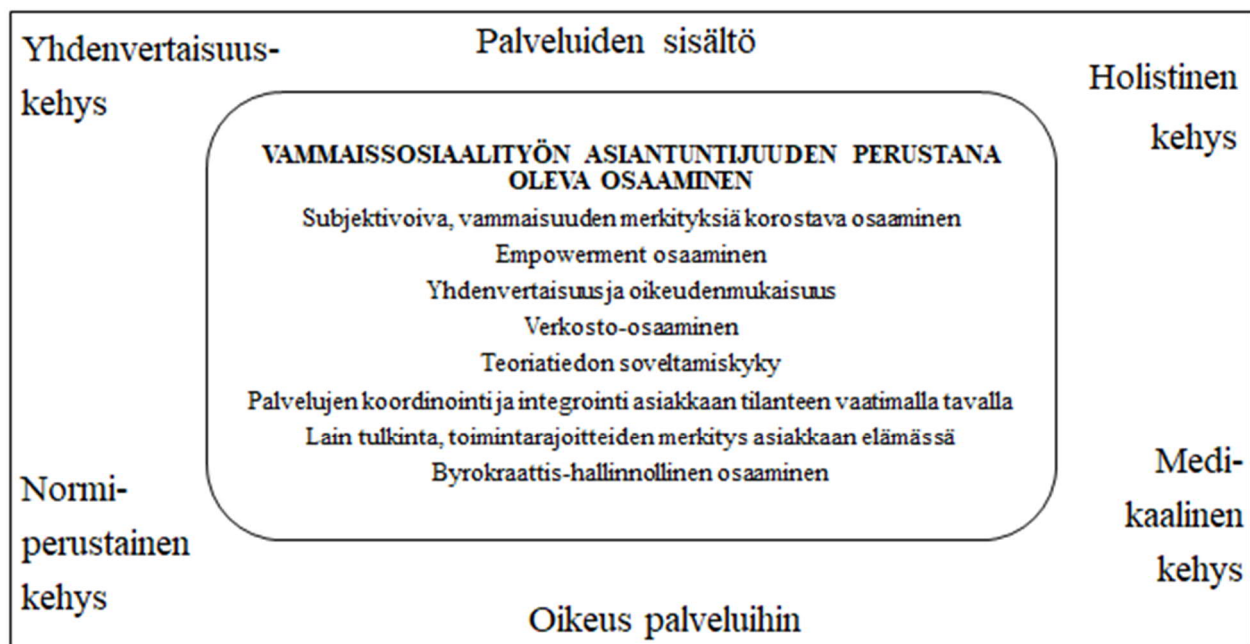 Yhdenvertaisuus-
kehys
Palveluiden sisältö
Holistinen
kehys
VAMMAISSOSIAALITYÖN ASIANTUNTIJUUDEN PERUSTANA
OLEVA OSAAMINEN
Subjektivoiva, vammaisuuden merkityksiä korostava osaaminen
Empowerment osaaminen
Yhdenvertaisuus ja oikeudenmukaisuus
Verkosto-osaaminen
Teoriatiedon soveltamiskyky
Palvelujen koordinointi ja integrointi asiakkaan tilanteen vaatimalla tavalla
Lain tulkinta, toimintarajoitteiden merkitys asiakkaan elämässä
Byrokraattis-hallinnollinen osaaminen
Normi-
perustainen
kehys
Medi-
kaalinen
kehys
Oikeus palveluihin